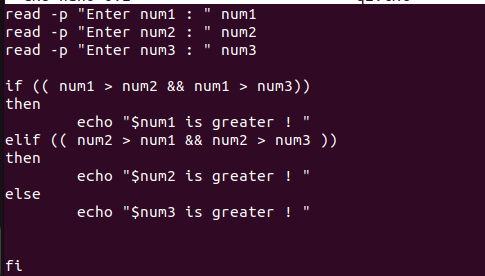 read -p "Enter num1 : " num1
read -p "Enter num2 : " num2
read -p "Enter num3 : " num3
if (( num1 > num2 && num1 > num3))
then
echo "$num1 is greater ! "
elif (( num2 > num1 && num2 > num3 ))
then
echo "$num2 is greater ! "
else
echo "$num3 is greater ! "
fi